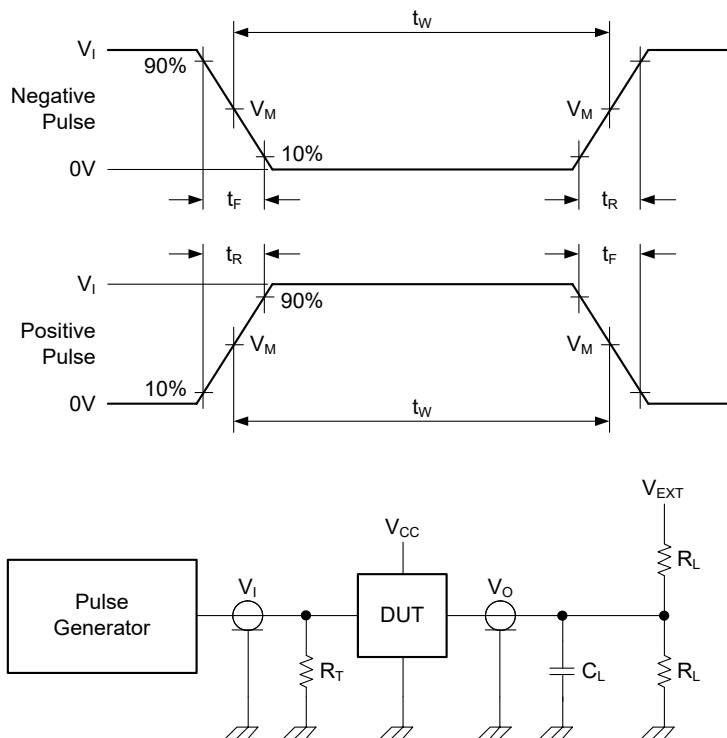 tW
VI
90%
Negative
Pulse
VM
VM
10%
0V
tF
tR
tR
tF
VI
90%
Positive
Pulse
VM
VM
10%
0V
tW
VEXT
VCC
RL
VI
VO
Pulse
Generator
DUT
RT
CL
RL